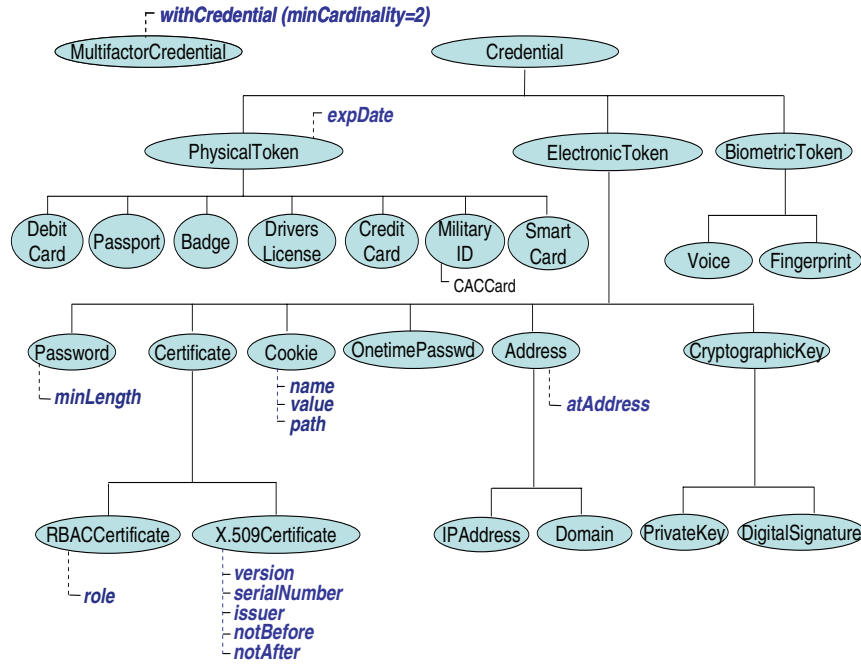 withCredential (minCardinality=2)
MultifactorCredential
Credential
expDate
PhysicalToken
ElectronicToken
BiometricToken
Debit
Card
Passport
Badge
Drivers
License
Credit
Card
Military
ID
Smart
Card
CACCard
Voice
Fingerprint
Password
Certificate
Cookie
OnetimePasswd
Address
CryptographicKey
minLength
name
value
path
atAddress
RBACCertificate
X.509Certificate
IPAddress
Domain
PrivateKey
DigitalSignature
role
version
serialNumber
issuer
notBefore
notAfter